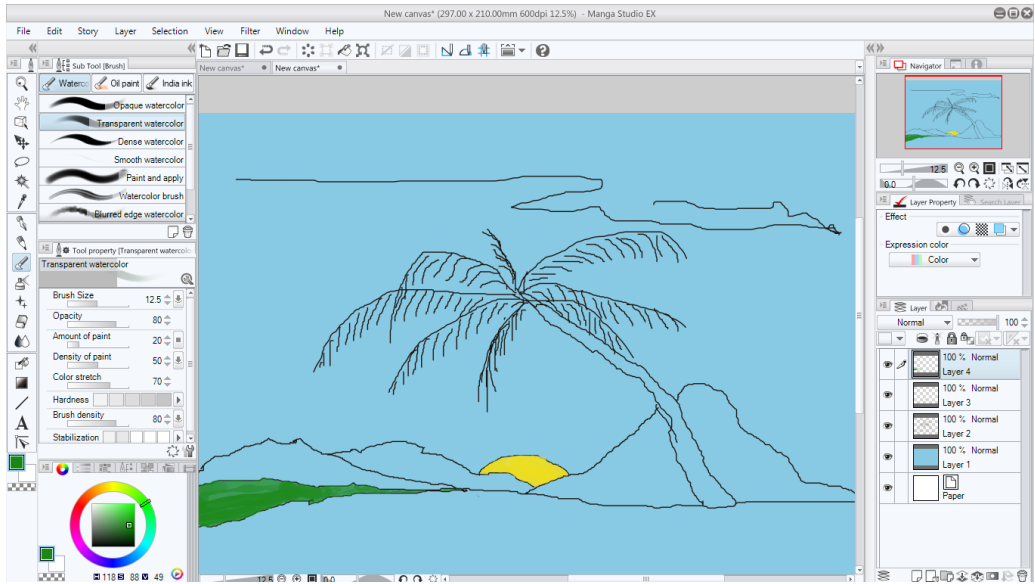 New canvas* (297.00 x 210.00mm 600dpi 12.5%) - Manga Studio EX
File Edit Story Layer Selection View Filter Window Help
Sub Tool [Brush]
New canvas* New canvas*
Waterc Oil paint India ink
Opaque watercolor
Transparent watercolor
Dense watercolor
Smooth watercolor
Paint and apply
Watercolor brush
Blurred edge watercolor
Tool property [Transparent watercolo
Transparent watercolor
Brush Size 12.5
Opacity 80
Amount of paint 20
Density of paint 50
Color stretch 70
Hardness
Brush density 80
Stabilization
A
H 118 S 88 V 49
12.5 0.0
Navigator
12.5
0.0
Layer Property Search Layer
Effect
Expression color
Color
Layer
Normal 100
100 % Normal
Layer 4
100 % Normal
Layer 3
100 % Normal
Layer 2
100 % Normal
Layer 1
Paper